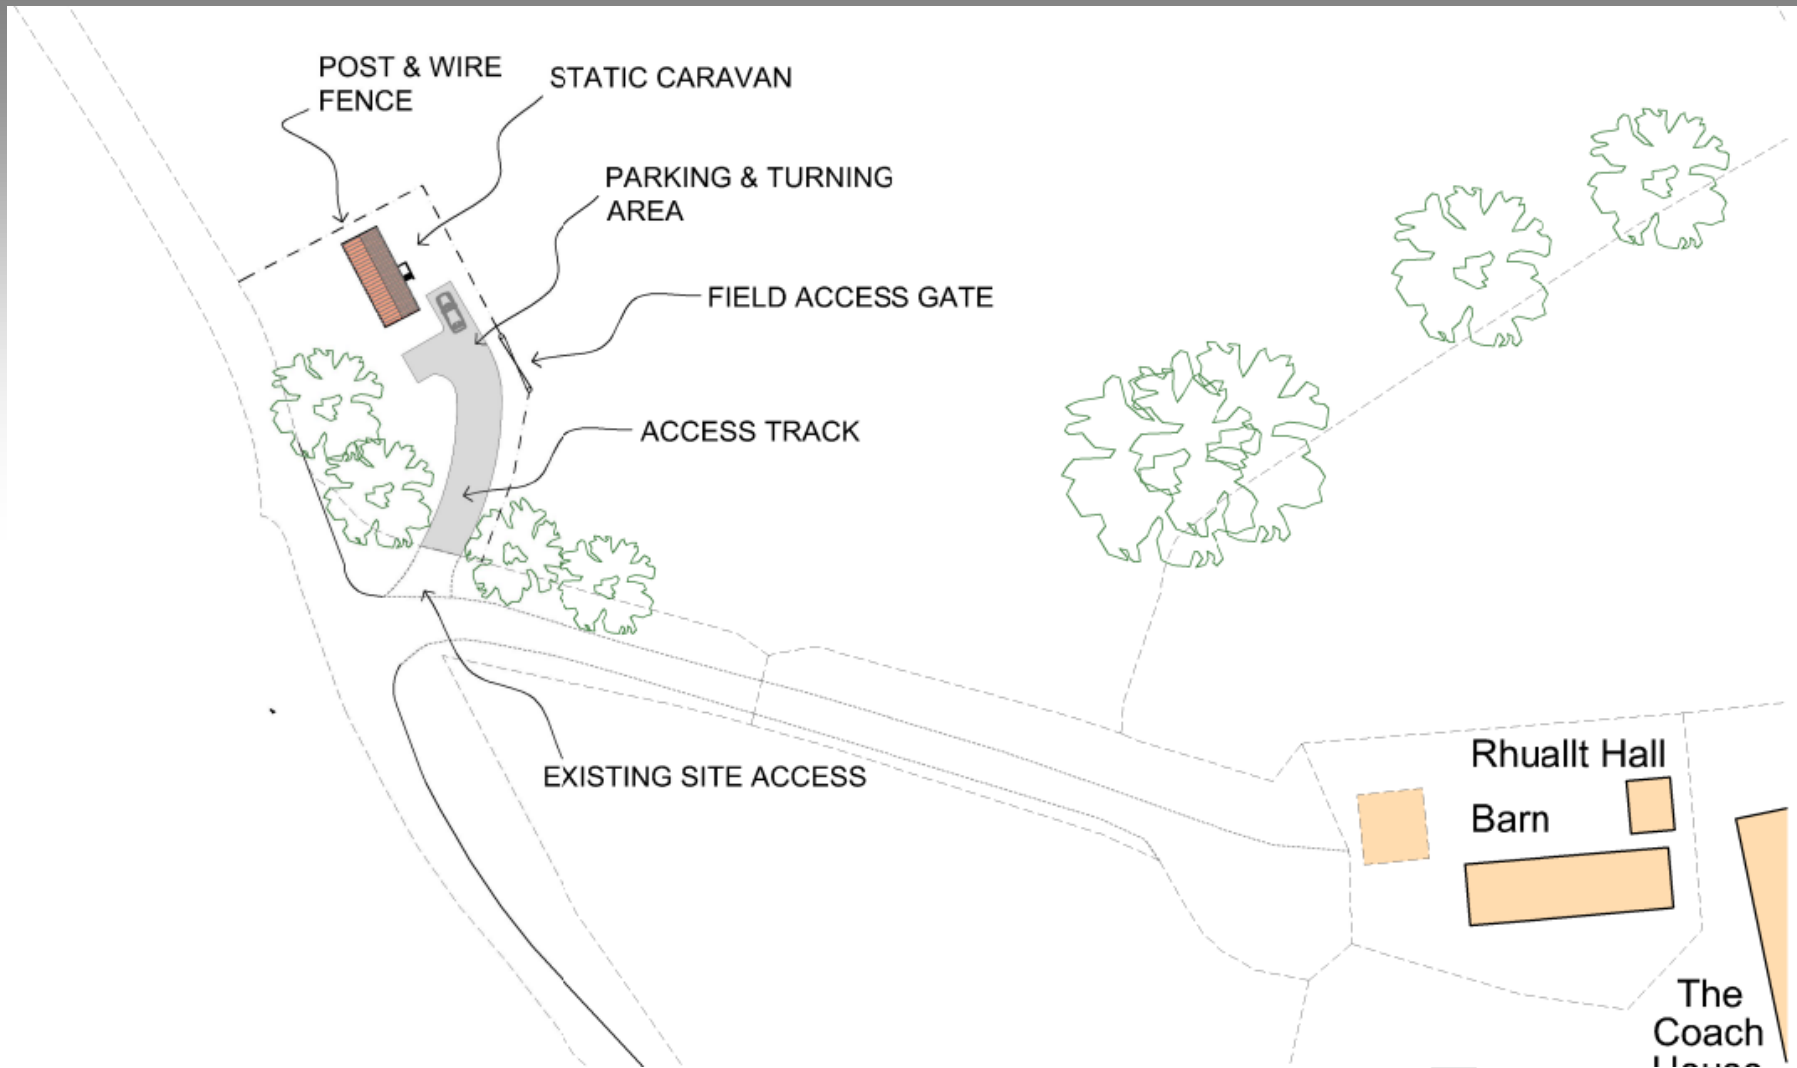 POST & WIRE
FENCE
STATIC CARAVAN
PARKING & TURNING
AREA
FIELD ACCESS GATE
ACCESS TRACK
EXISTING SITE ACCESS
Rhuallt Hall
Barn
The
Coach
House